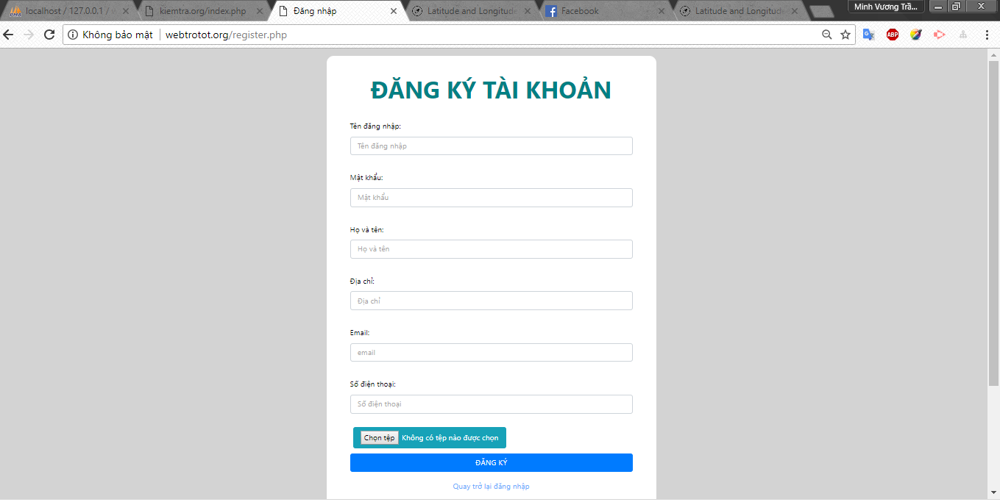 localhost / 127.0.0.1 /
kiemtra.org/index.php
Đăng nhập
Latitude and Longitud
Facebook
Latitude and Longitud
Minh Vương Trầ...
Không bảo mật
webtrotot.org/register.php
ABP
ĐĂNG KÝ TÀI KHOẢN
Tên đăng nhập:
Tên đăng nhập
Mật khẩu:
Mật khẩu
Họ và tên:
Họ và tên
Địa chỉ:
Địa chỉ
Email:
email
Số điện thoại:
Số điện thoại
Chọn tệp Không có tệp nào được chọn
ĐĂNG KÝ
Quay trở lại đăng nhập